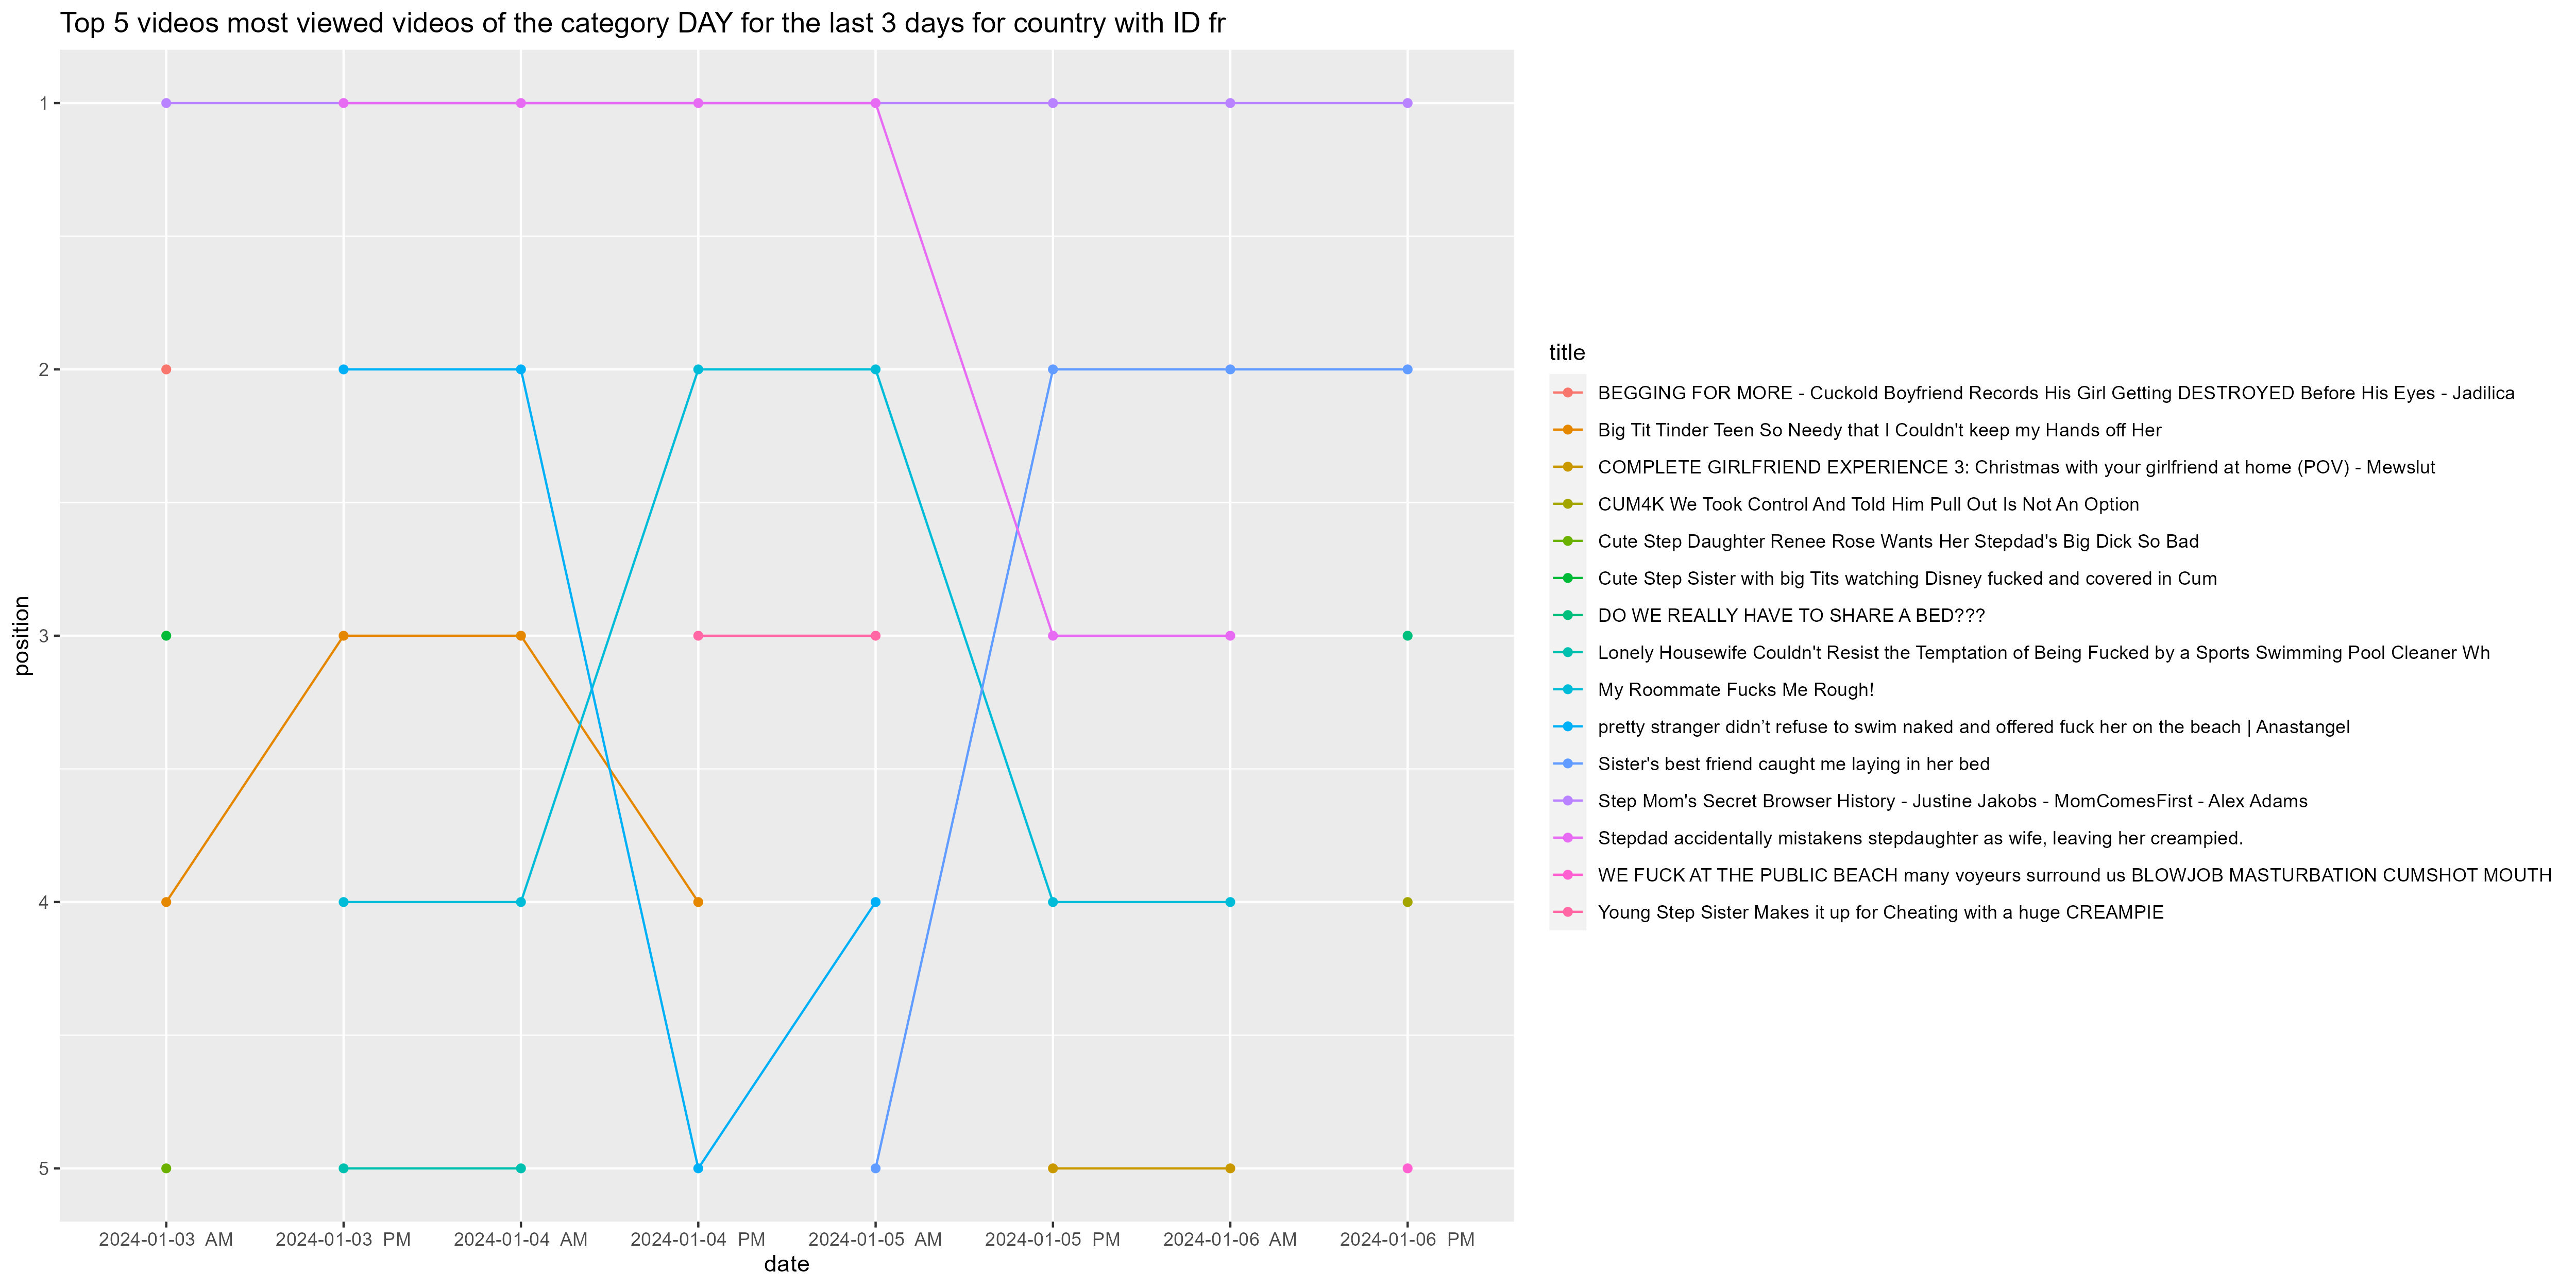 Top 5 videos most viewed videos of the category DAY for the last 3 days for country with ID fr
1
2
3
4
5
position
2024-01-03 AM
2024-01-03 PM
2024-01-04 AM
2024-01-04 PM
2024-01-05 AM
2024-01-05 PM
2024-01-06 AM
2024-01-06 PM
date
title
BEGGING FOR MORE - Cuckold Boyfriend Records His Girl Getting DESTROYED Before His Eyes - Jadilica
Big Tit Tinder Teen So Needy that I Couldn't keep my Hands off Her
COMPLETE GIRLFRIEND EXPERIENCE 3: Christmas with your girlfriend at home (POV) - Mewslut
CUM4K We Took Control And Told Him Pull Out Is Not An Option
Cute Step Daughter Renee Rose Wants Her Stepdad's Big Dick So Bad
Cute Step Sister with big Tits watching Disney fucked and covered in Cum
DO WE REALLY HAVE TO SHARE A BED???
Lonely Housewife Couldn't Resist the Temptation of Being Fucked by a Sports Swimming Pool Cleaner Wh
My Roommate Fucks Me Rough!
pretty stranger didn’t refuse to swim naked and offered fuck her on the beach | Anastangel
Sister's best friend caught me laying in her bed
Step Mom's Secret Browser History - Justine Jakobs - MomComesFirst - Alex Adams
Stepdad accidentally mistakens stepdaughter as wife, leaving her creampied.
WE FUCK AT THE PUBLIC BEACH many voyeurs surround us BLOWJOB MASTURBATION CUMSHOT MOUTH
Young Step Sister Makes it up for Cheating with a huge CREAMPIE